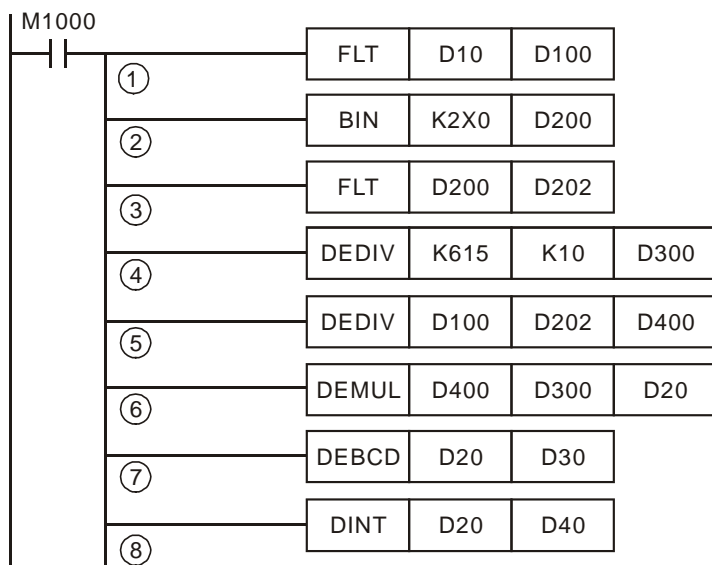 M1000
FLT D10 D100
①
BIN K2X0 D200
②
FLT D200 D202
③
DEDIV K615 K10 D300
④
DEDIV D100 D202 D400
⑤
DEMUL D400 D300 D20
⑥
DEBCD D20 D30
⑦
DINT D20 D40
⑧